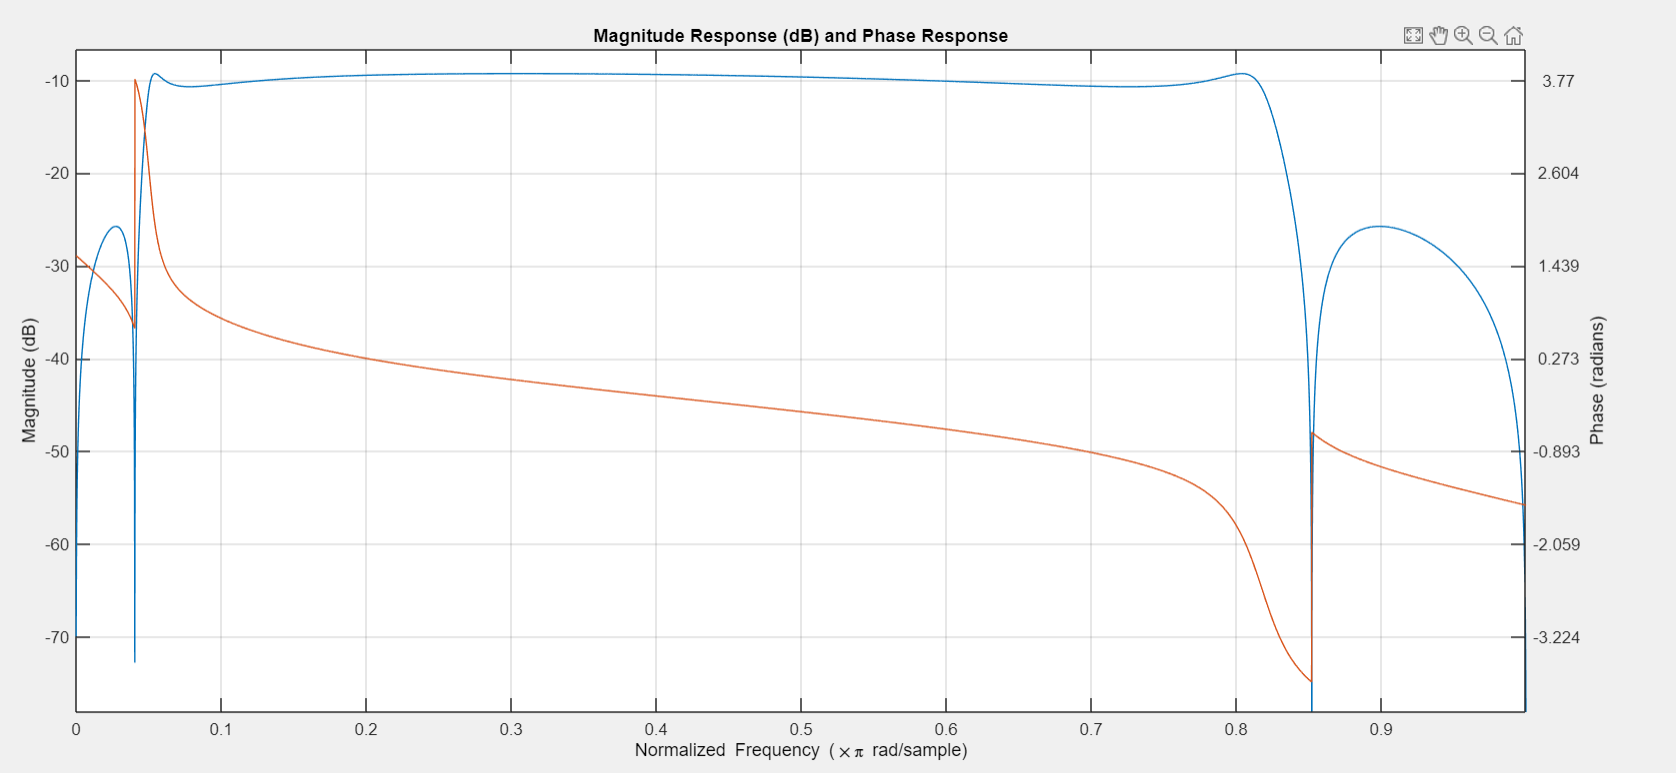 Magnitude Response (dB) and Phase Response
Magnitude (dB)
-10
-20
-30
-40
-50
-60
-70
3.77
2.604
1.439
0.273
-0.893
-2.059
-3.224
Phase (radians)
0 0.1 0.2 0.3 0.4 0.5 0.6 0.7 0.8 0.9
Normalized Frequency (×π rad/sample)